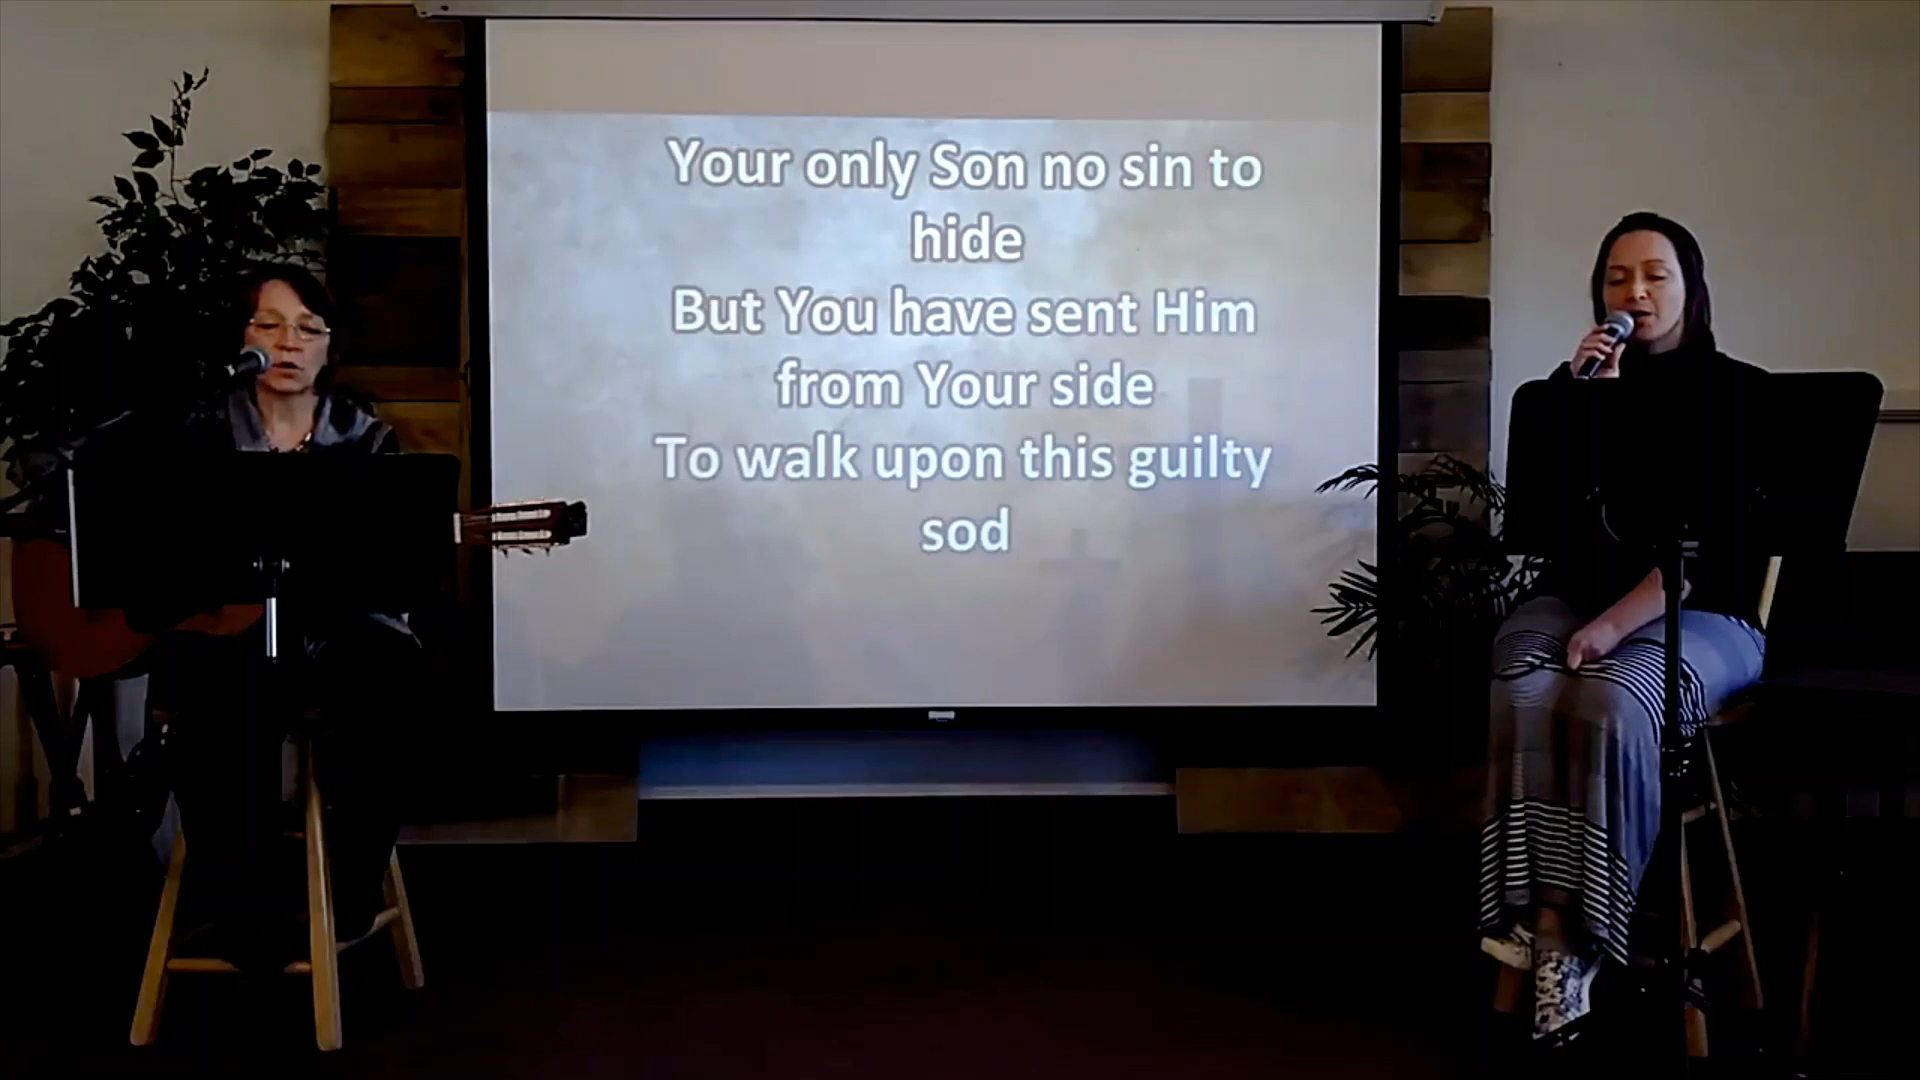 Your only Son no sin to
hide
But You have sent Him
from Your side
To walk upon this guilty
sod